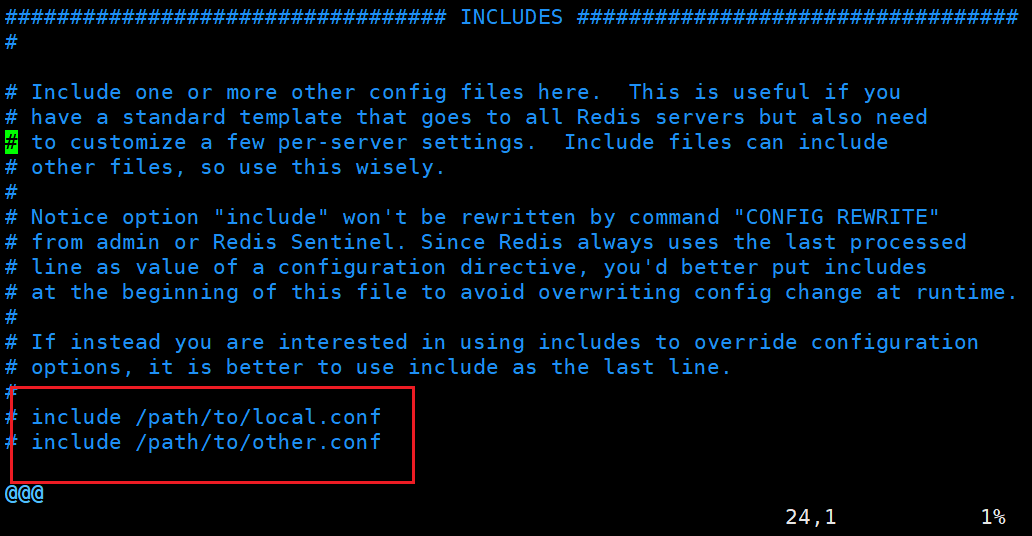 ################################## INCLUDES ##################################
#
# Include one or more other config files here.  This is useful if you
# have a standard template that goes to all Redis servers but also need
# to customize a few per-server settings.  Include files can include
# other files, so use this wisely.
#
# Notice option "include" won't be rewritten by command "CONFIG REWRITE"
# from admin or Redis Sentinel. Since Redis always uses the last processed
# line as value of a configuration directive, you'd better put includes
# at the beginning of this file to avoid overwriting config change at runtime.
#
# If instead you are interested in using includes to override configuration
# options, it is better to use include as the last line.
#
# include /path/to/local.conf
# include /path/to/other.conf
@@@
24,1 1%